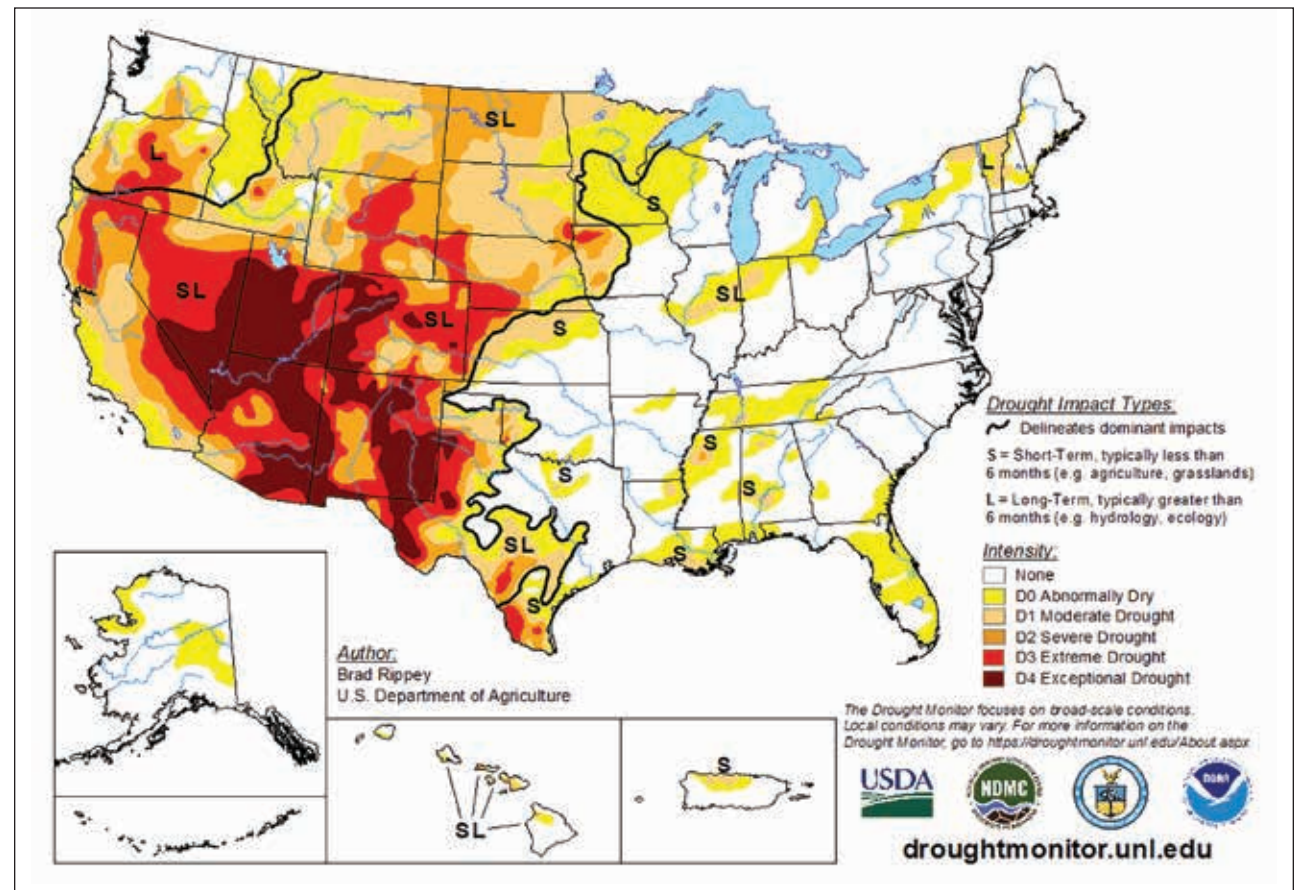 SL
L
S
L
SL
SL
SL
S
S
S
S
SL
S
S
Drought Impact Types:
Delineates dominant impacts
S = Short-Term, typically less than
6 months (e.g. agriculture, grasslands)
L = Long-Term, typically greater than
6 months (e.g. hydrology, ecology)
Intensity:
None
D0 Abnormally Dry
D1 Moderate Drought
D2 Severe Drought
D3 Extreme Drought
D4 Exceptional Drought
Author:
Brad Rippey
U.S. Department of Agriculture
The Drought Monitor focuses on broad-scale conditions.
Local conditions may vary. For more information on the
Drought Monitor, go to https://droughtmonitor.unl.edu/About.aspx
S
SL
USDA
NDMC
NOAA
droughtmonitor.unl.edu